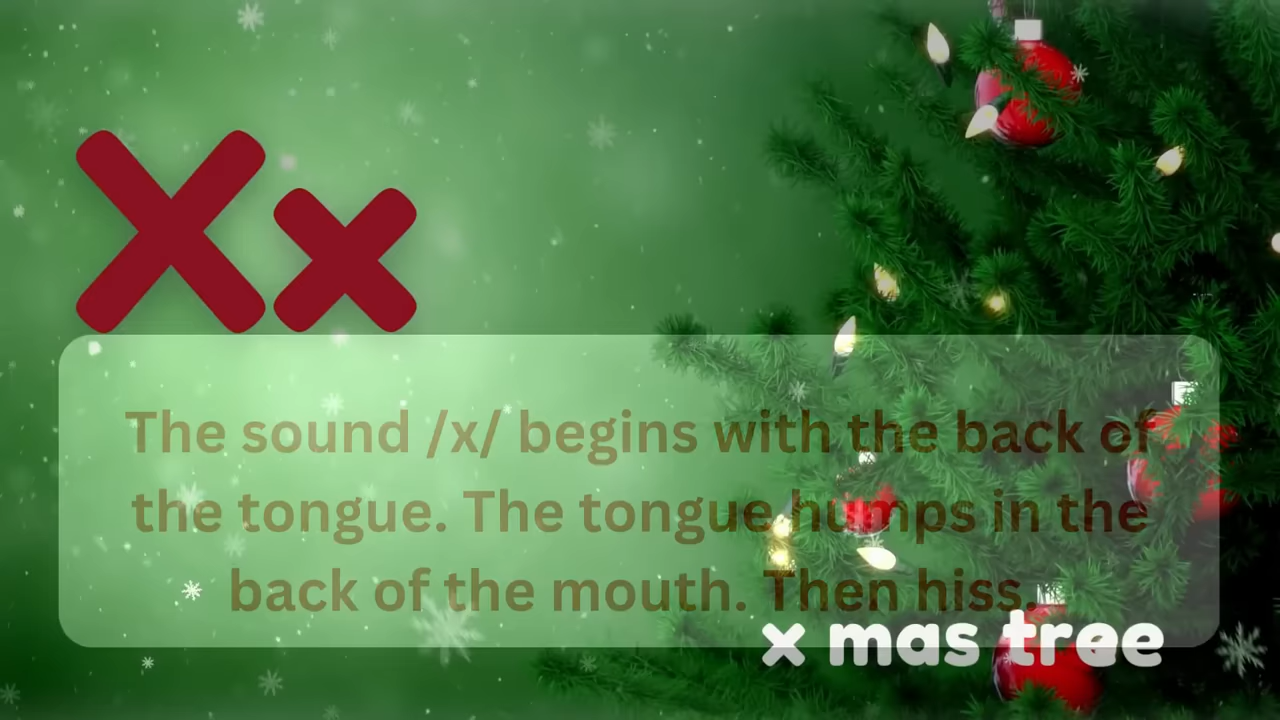 Xx
The sound /x/ begins with the back of
the tongue. The tongue humps in the
back of the mouth. Then hiss.
x mas tree